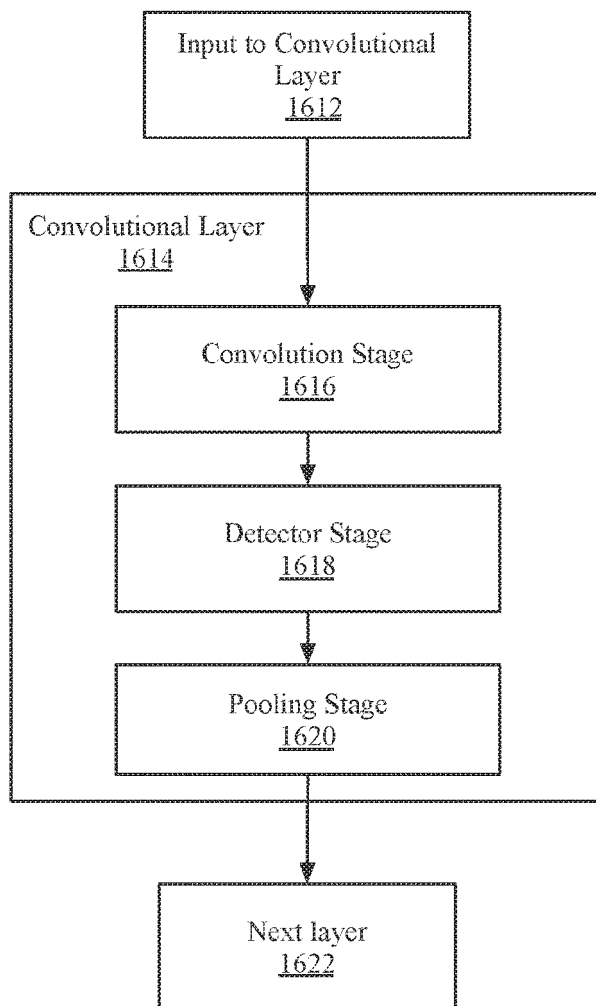 Input to Convolutional
Layer
1612
Convolutional Layer
1614
Convolution Stage
1616
Detector Stage
1618
Pooling Stage
1620
Next layer
1622